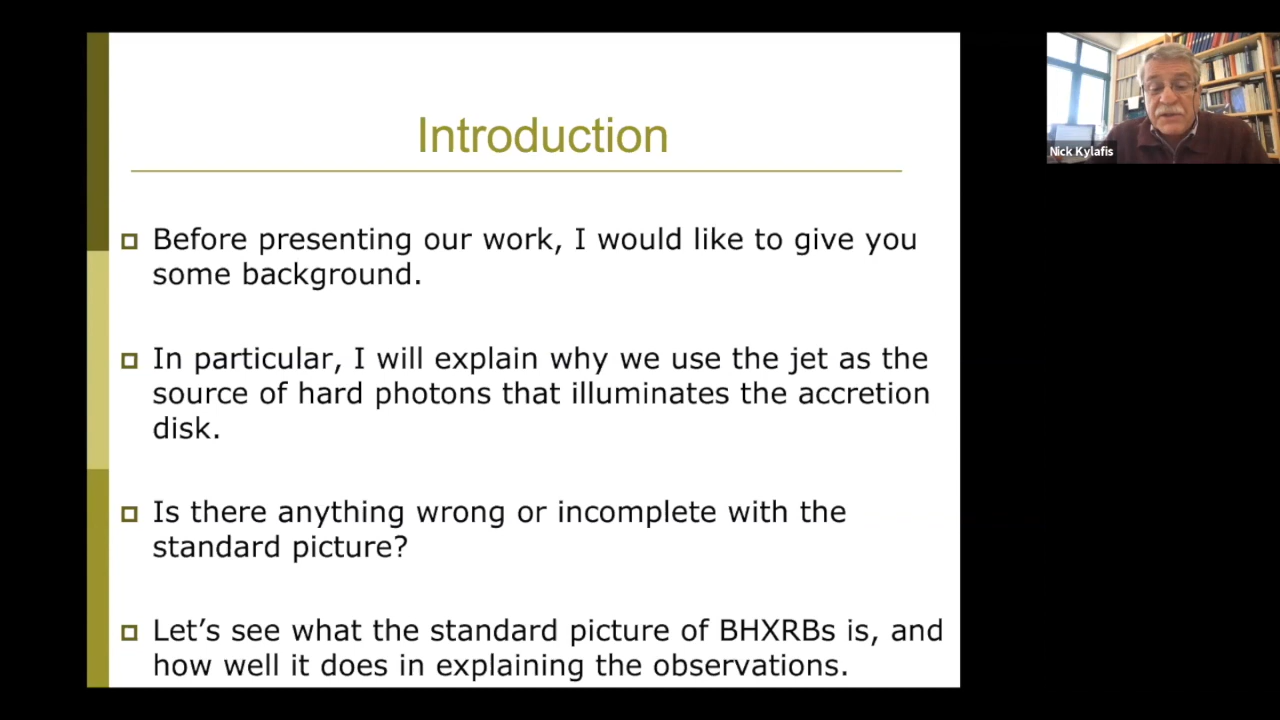 Introduction
Before presenting our work, I would like to give you
some background.
In particular, I will explain why we use the jet as the
source of hard photons that illuminates the accretion
disk.
Is there anything wrong or incomplete with the
standard picture?
Let’s see what the standard picture of BHXRBs is, and
how well it does in explaining the observations.
Nick Kylafis